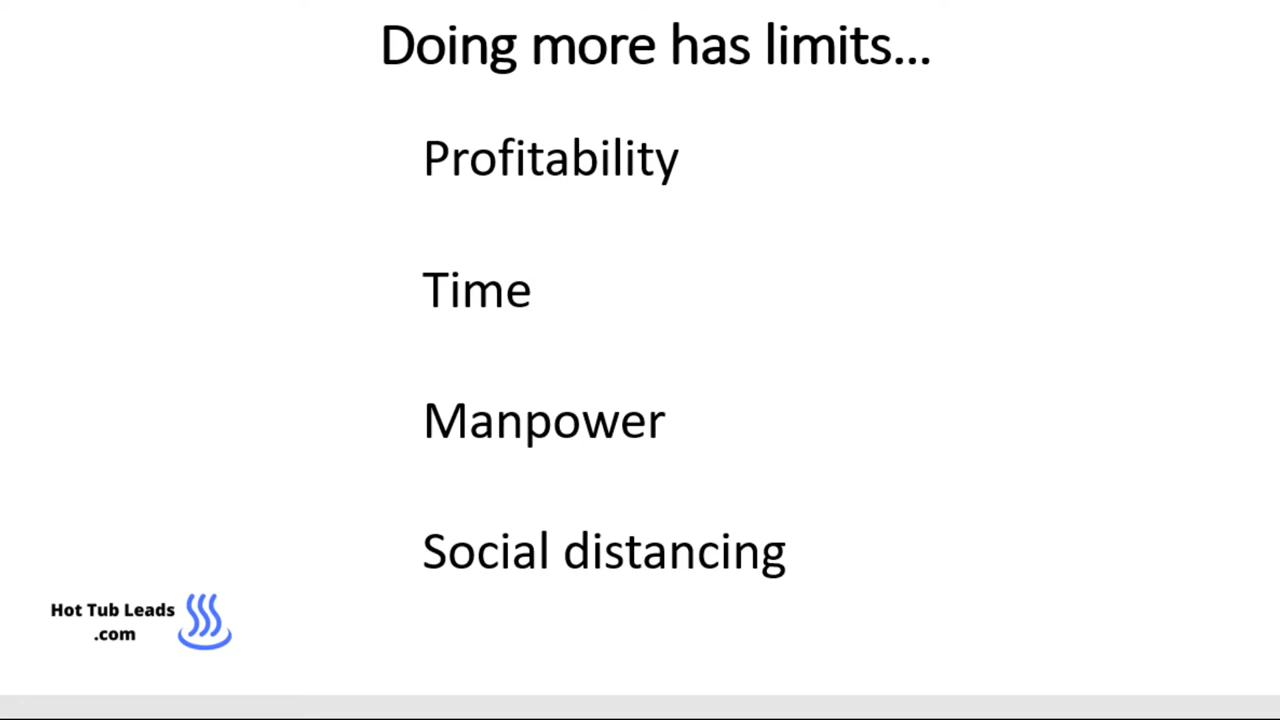 Doing more has limits...
Profitability
Time
Manpower
Social distancing
Hot Tub Leads
.com